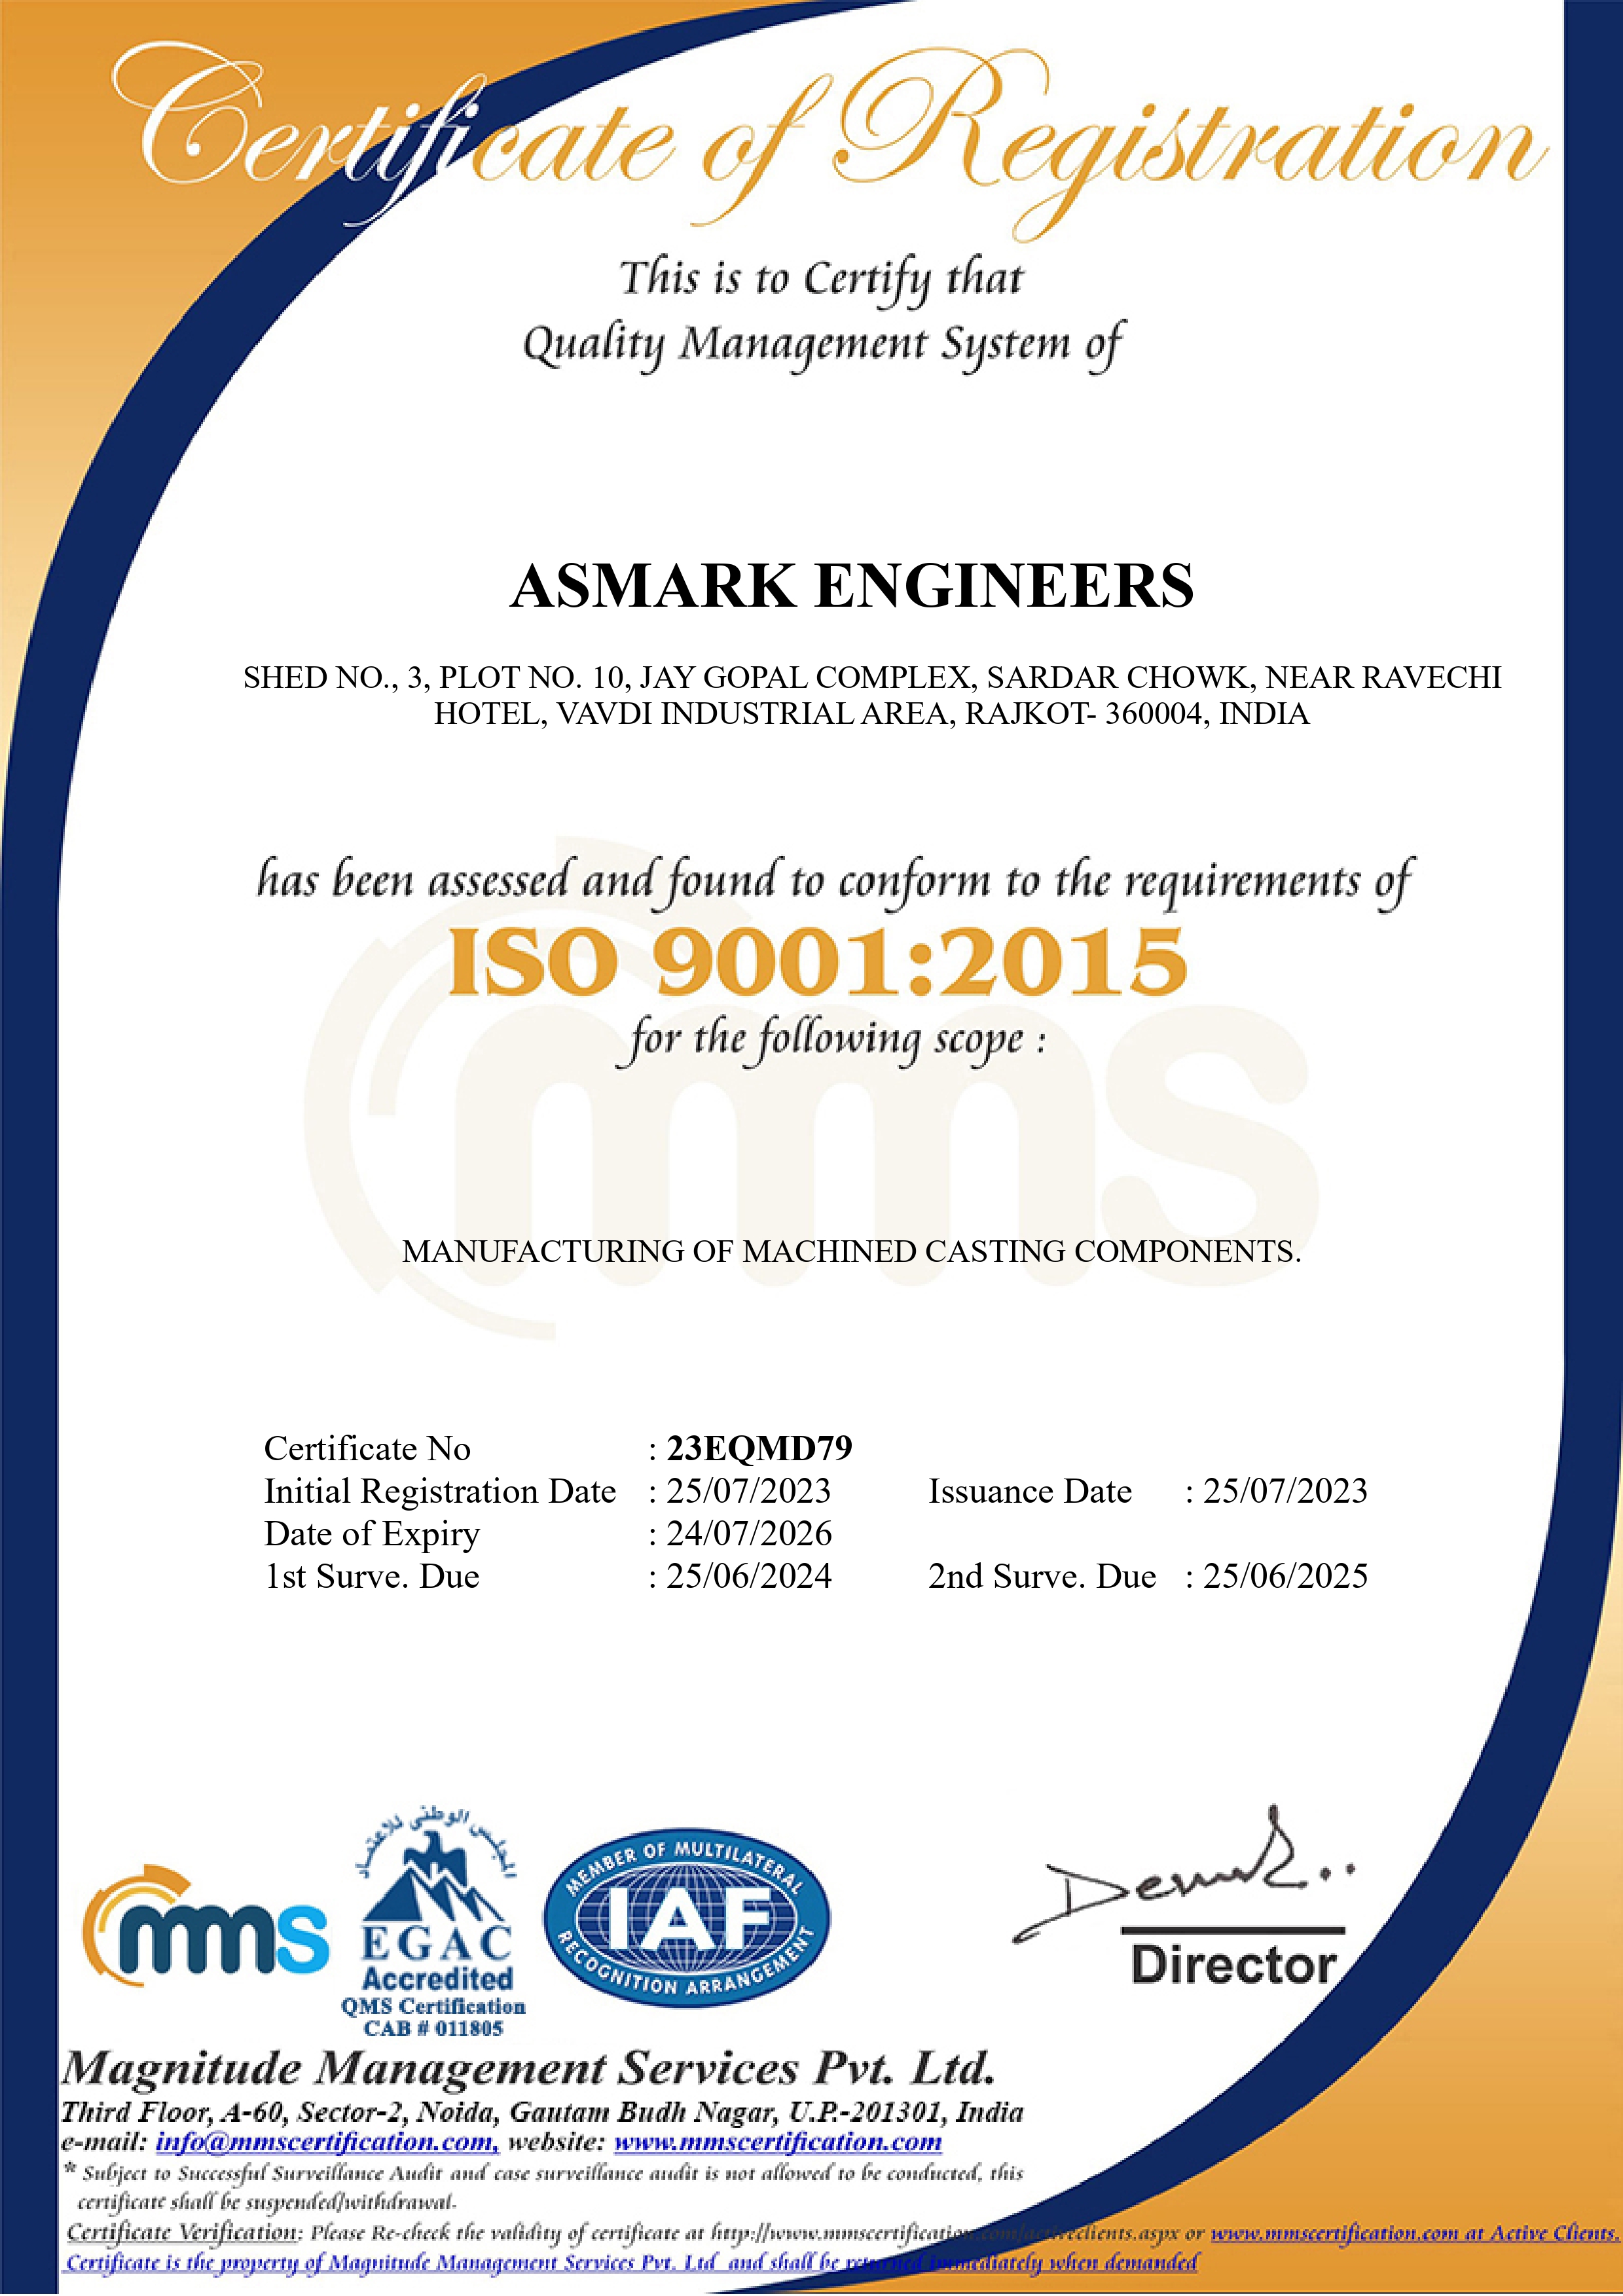 Certificate of Registration
This is to Certify that
Quality Management System of
ASMARK ENGINEERS
SHED NO., 3, PLOT NO. 10, JAY GOPAL COMPLEX, SARDAR CHOWK, NEAR RAVECHI
HOTEL, VAVDI INDUSTRIAL AREA, RAJKOT- 360004, INDIA
has been assessed and found to conform to the requirements of
ISO 9001:2015
for the following scope :
mms
MANUFACTURING OF MACHINED CASTING COMPONENTS.
Certificate No : 23EQMD79
Initial Registration Date : 25/07/2023 Issuance Date : 25/07/2023
Date of Expiry : 24/07/2026
1st Surve. Due : 25/06/2024 2nd Surve. Due : 25/06/2025
المجلس الوطني للاعتماد
mms
EGAC
Accredited
QMS Certification
CAB # 011805
MEMBER OF MULTILATERAL
IAF
RECOGNITION ARRANGEMENT
Director
Magnitude Management Services Pvt. Ltd.
Third Floor, A-60, Sector-2, Noida, Gautam Budh Nagar, U.P.-201301, India
e-mail: info@mmscertification.com, website: www.mmscertification.com
* Subject to Successful Surveillance Audit and case surveillance audit is not allowed to be conducted, this
certificate shall be suspended/withdrawal.
Certificate Verification: Please Re-check the validity of certificate at http://www.mmscertification.com/activeclients.aspx or www.mmscertification.com at Active Clients.
Certificate is the property of Magnitude Management Services Pvt. Ltd and shall be returned immediately when demanded